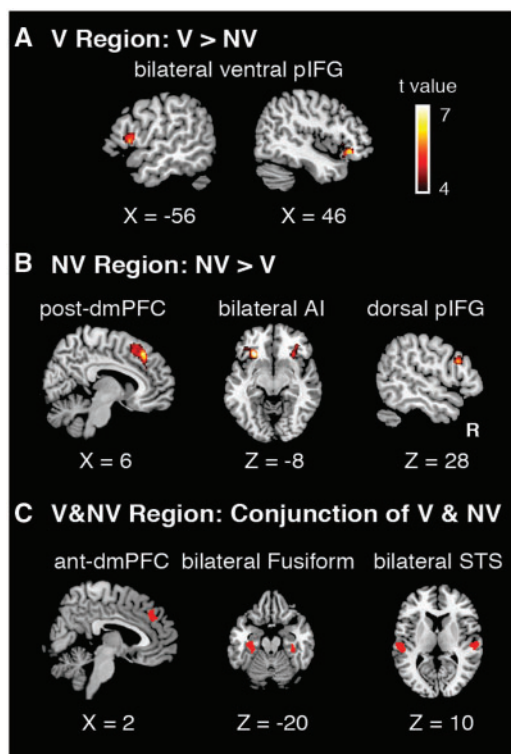 A V Region: V > NV
bilateral ventral pIFG
t value
7
4
X = -56 X = 46
B NV Region: NV > V
post-dmPFC bilateral AI dorsal pIFG
R
X = 6 Z = -8 Z = 28
C V&NV Region: Conjunction of V & NV
ant-dmPFC bilateral Fusiform bilateral STS
X = 2 Z = -20 Z = 10